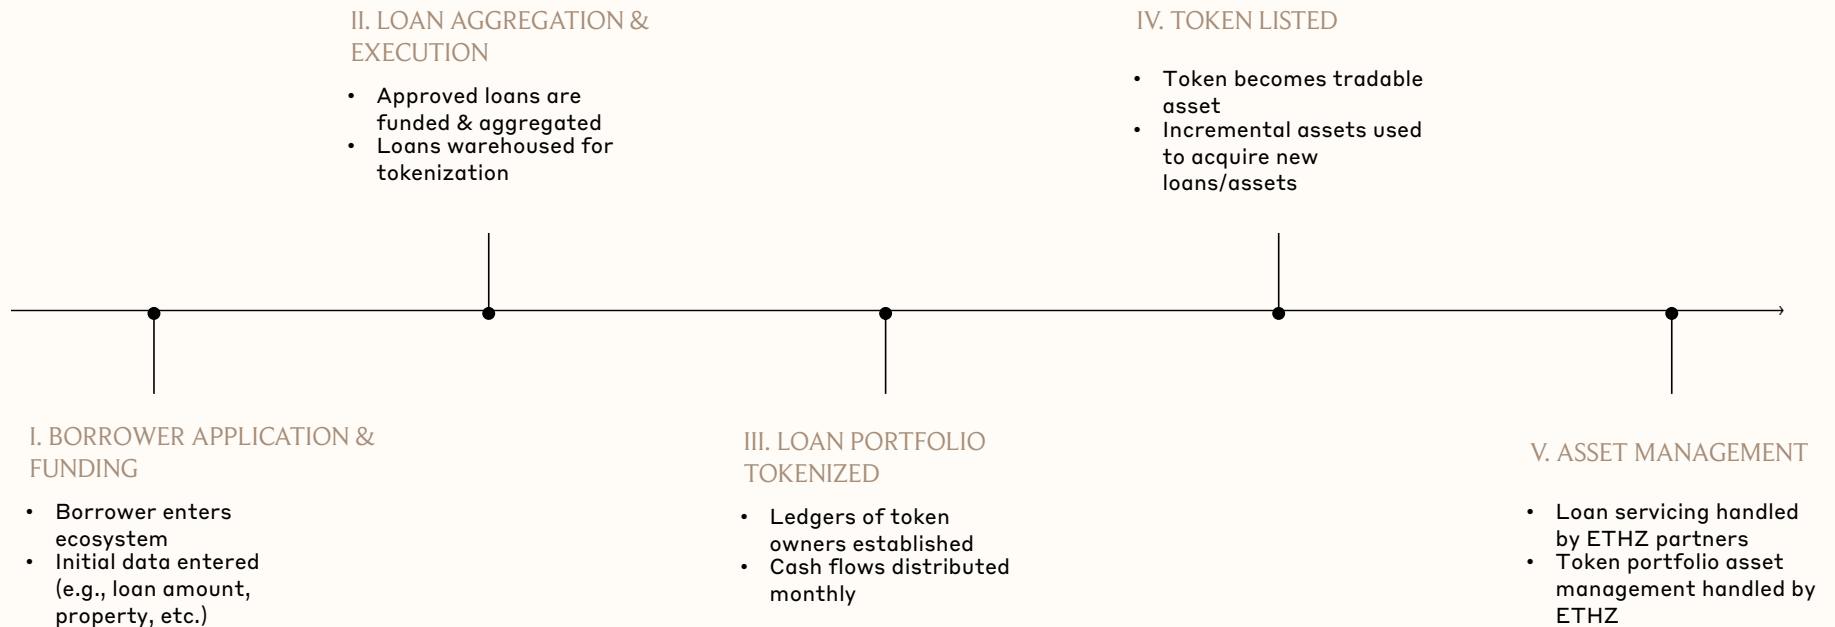 II. LOAN AGGREGATION &
EXECUTION
• Approved loans are
funded & aggregated
• Loans warehoused for
tokenization
IV. TOKEN LISTED
• Token becomes tradable
asset
• Incremental assets used
to acquire new
loans/assets
I. BORROWER APPLICATION &
FUNDING
• Borrower enters
ecosystem
• Initial data entered
(e.g., loan amount,
property, etc.)
III. LOAN PORTFOLIO
TOKENIZED
• Ledgers of token
owners established
• Cash flows distributed
monthly
V. ASSET MANAGEMENT
• Loan servicing handled
by ETHZ partners
• Token portfolio asset
management handled by
ETHZ